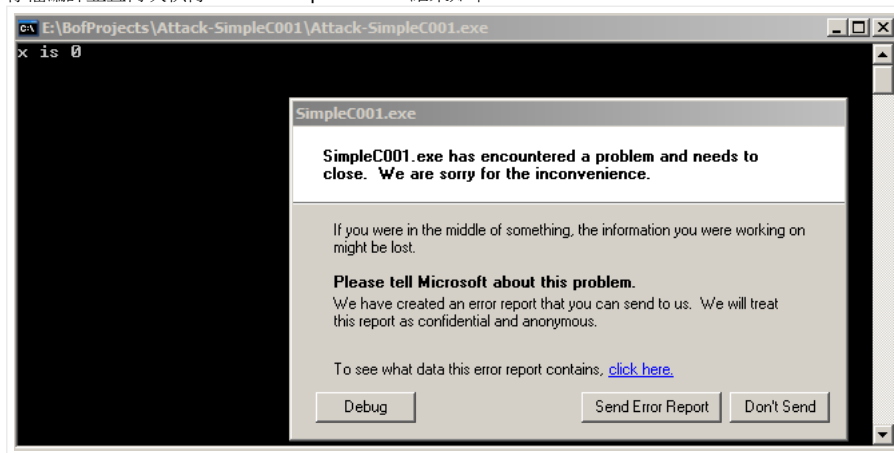 E:\BofProjects\Attack-SimpleC001\Attack-SimpleC001.exe
x is 0
SimpleC001.exe
SimpleC001.exe has encountered a problem and needs to
close. We are sorry for the inconvenience.
If you were in the middle of something, the information you were working on
might be lost.
Please tell Microsoft about this problem.
We have created an error report that you can send to us. We will treat
this report as confidential and anonymous.
To see what data this error report contains, click here.
Debug
Send Error Report
Don't Send